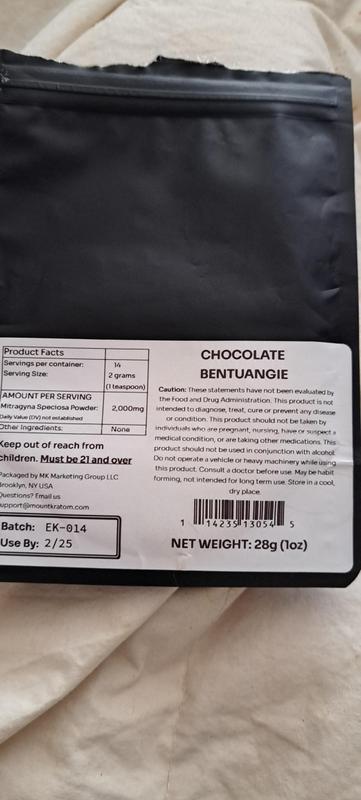 Product Facts
Servings per container: 14
Serving Size: 2 grams
(1 teaspoon)
AMOUNT PER SERVING
Mitragyna Speciosa Powder: 2,000mg
Daily Value (DV) not established
Other Ingredients: None
Keep out of reach from
children. Must be 21 and over
Packaged by MK Marketing Group LLC
Brooklyn, NY USA
Questions? Email us
support@mountkratom.com
Batch: EK-014
Use By: 2/25
CHOCOLATE
BENTUANGIE
Caution: These statements have not been evaluated by
the Food and Drug Administration. This product is not
intended to diagnose, treat, cure or prevent any disease
or condition. This product should not be taken by
individuals who are pregnant, nursing, have or suspect a
medical condition, or are taking other medications. This
product should not be used in conjunction with alcohol.
Do not operate a vehicle or heavy machinery while using
this product. Consult a doctor before use. May be habit
forming, not intended for long term use. Store in a cool,
dry place.
1 14235 13054 5
NET WEIGHT: 28g (1oz)